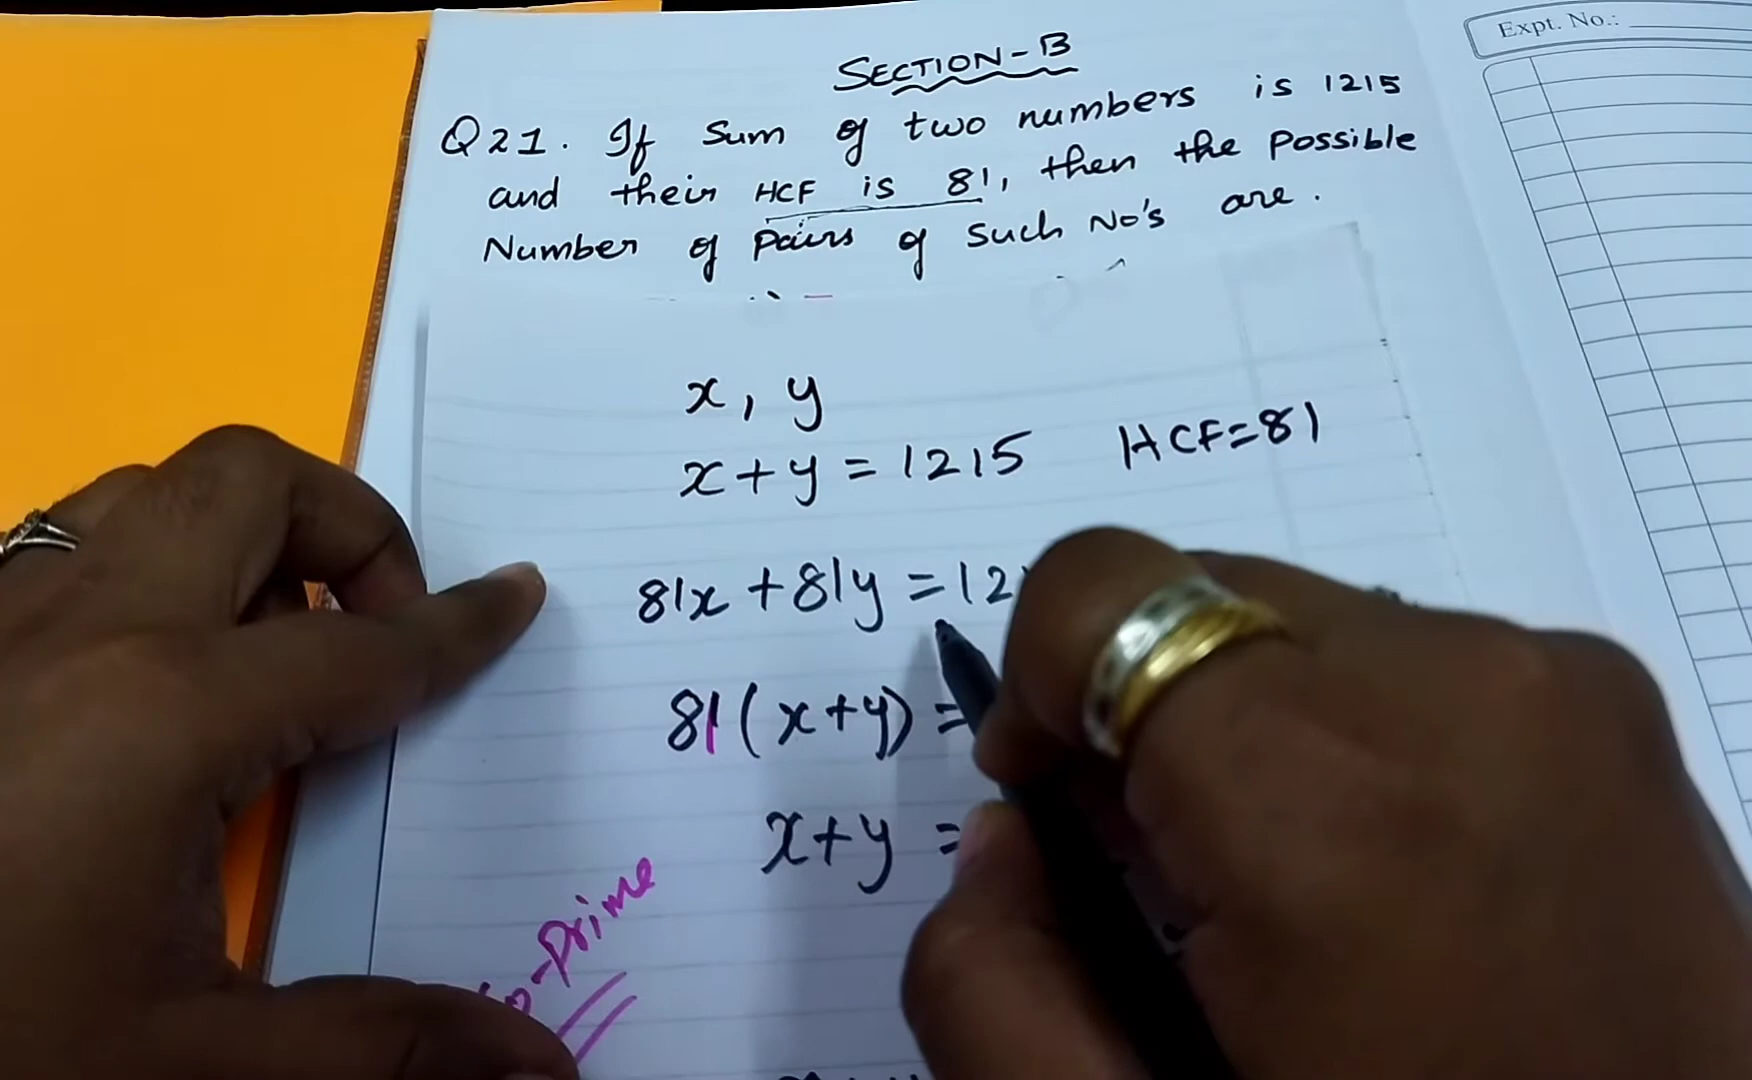 Expt. No.:
SECTION-B
Q21. If Sum of two numbers is 1215
and their HCF is 81, then the Possible
Number of Pairs of Such No's are.
x, y
x+y=1215 HCF=81
81x+81y=12
81(x+y)=
x+y=
-Prime